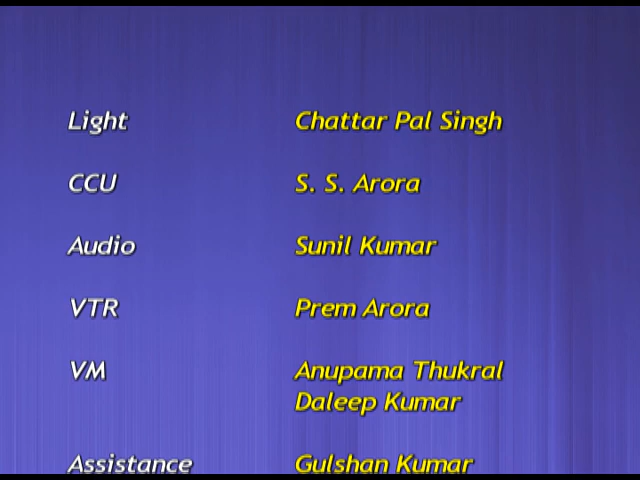 Light Chattar Pal Singh
CCU S. S. Arora
Audio Sunil Kumar
VTR Prem Arora
VM Anupama Thukral
Daleep Kumar
Assistance Gulshan Kumar